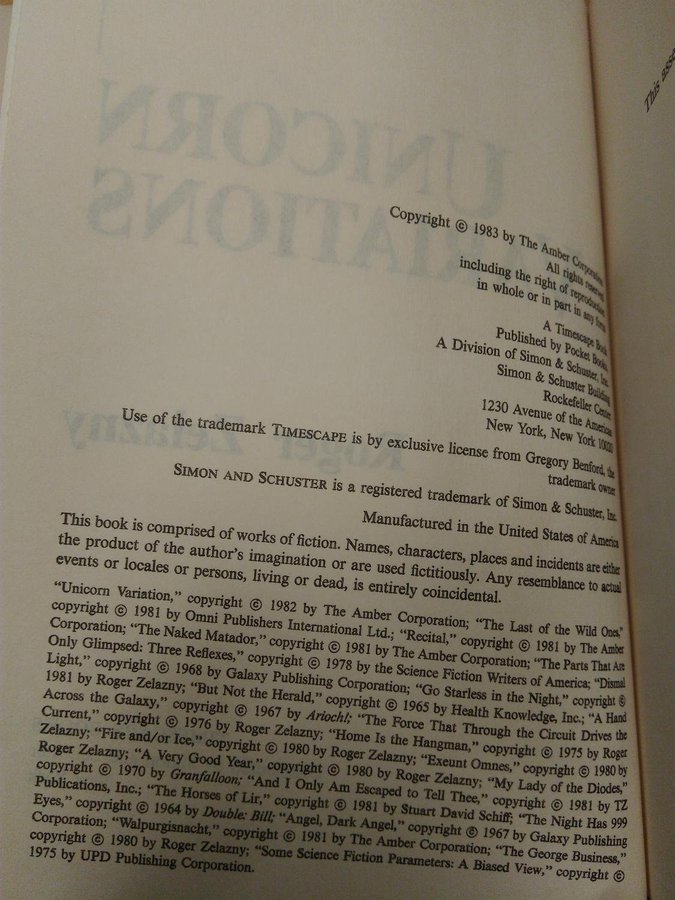 This asse
Copyright © 1983 by The Amber Corporation
All rights reserved
including the right of reproduction
in whole or in part in any form
A Timescape Book
Published by Pocket Books,
A Division of Simon & Schuster, Inc.
Simon & Schuster Building
Rockefeller Center
1230 Avenue of the Americas
New York, New York 10020
Use of the trademark TIMESCAPE is by exclusive license from Gregory Benford, the
trademark owner
SIMON AND SCHUSTER is a registered trademark of Simon & Schuster, Inc.
Manufactured in the United States of America
This book is comprised of works of fiction. Names, characters, places and incidents are either
the product of the author's imagination or are used fictitiously. Any resemblance to actual
events or locales or persons, living or dead, is entirely coincidental.
“Unicorn Variation,” copyright © 1982 by The Amber Corporation; “The Last of the Wild Ones,”
copyright © 1981 by Omni Publishers International Ltd.; “Recital,” copyright © 1981 by The Amber
Corporation; “The Naked Matador,” copyright © 1981 by The Amber Corporation; “The Parts That Are
Only Glimpsed: Three Reflexes,” copyright © 1978 by the Science Fiction Writers of America; “Dismal
Light,” copyright © 1968 by Galaxy Publishing Corporation; “Go Starless in the Night,” copyright ©
1981 by Roger Zelazny; “But Not the Herald,” copyright © 1965 by Health Knowledge, Inc.; “A Hand
Across the Galaxy,” copyright © 1967 by Arioch!; “The Force That Through the Circuit Drives the
Current,” copyright © 1976 by Roger Zelazny; “Home Is the Hangman,” copyright © 1975 by Roger
Zelazny; “Fire and/or Ice,” copyright © 1980 by Roger Zelazny; “Exeunt Omnes,” copyright © 1980 by
Roger Zelazny; “A Very Good Year,” copyright © 1980 by Roger Zelazny; “My Lady of the Diodes,”
copyright © 1970 by Granfalloon; “And I Only Am Escaped to Tell Thee,” copyright © 1981 by TZ
Publications, Inc.; “The Horses of Lir,” copyright © 1981 by Stuart David Schiff; “The Night Has 999
Eyes,” copyright © 1964 by Double: Bill; “Angel, Dark Angel,” copyright © 1967 by Galaxy Publishing
Corporation; “Walpurgisnacht,” copyright © 1981 by The Amber Corporation; “The George Business,”
copyright © 1980 by Roger Zelazny; “Some Science Fiction Parameters: A Biased View,” copyright ©
1975 by UPD Publishing Corporation.
UNICORN
VARIATIONS
Roger Zelazny